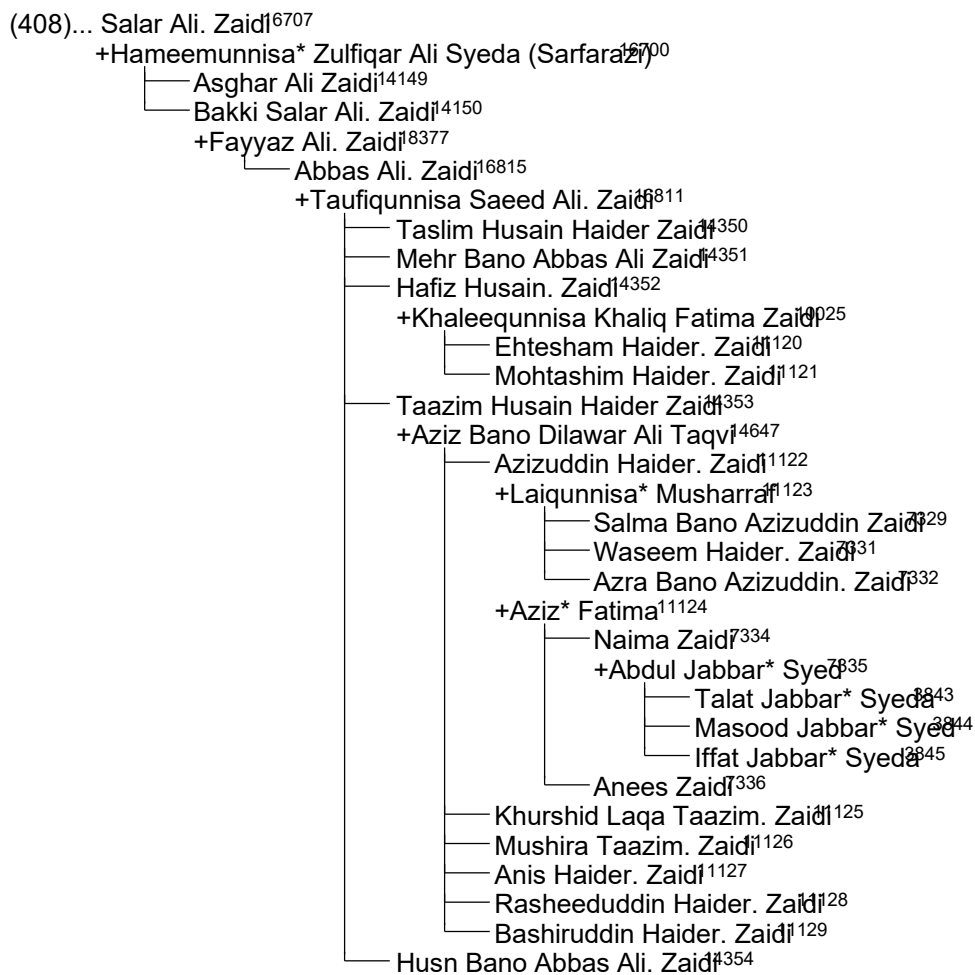 (408)... Salar Ali. Zaidi16707
+Hameemunnisa* Zulfiqar Ali Syeda (Sarfarazi)16700
Asghar Ali Zaidi14149
Bakki Salar Ali. Zaidi14150
+Fayyaz Ali. Zaidi18377
Abbas Ali. Zaidi16815
+Taufiqunnisa Saeed Ali. Zaidi16811
Taslim Husain Haider Zaidi14350
Mehr Bano Abbas Ali Zaidi14351
Hafiz Husain. Zaidi14352
+Khaleequnnisa Khaliq Fatima Zaidi10025
Ehtesham Haider. Zaidi11120
Mohtashim Haider. Zaidi11121
Taazim Husain Haider Zaidi14353
+Aziz Bano Dilawar Ali Taqvi14647
Azizuddin Haider. Zaidi11122
+Laiqunnisa* Musharraf11123
Salma Bano Azizuddin Zaidi7329
Waseem Haider. Zaidi7331
Azra Bano Azizuddin. Zaidi7332
+Aziz* Fatima11124
Naima Zaidi7334
+Abdul Jabbar* Syed7335
Talat Jabbar* Syeda3843
Masood Jabbar* Syed3844
Iffat Jabbar* Syeda3845
Anees Zaidi7336
Khurshid Laqa Taazim. Zaidi11125
Mushira Taazim. Zaidi11126
Anis Haider. Zaidi11127
Rasheeduddin Haider. Zaidi11128
Bashiruddin Haider. Zaidi11129
Husn Bano Abbas Ali. Zaidi14354